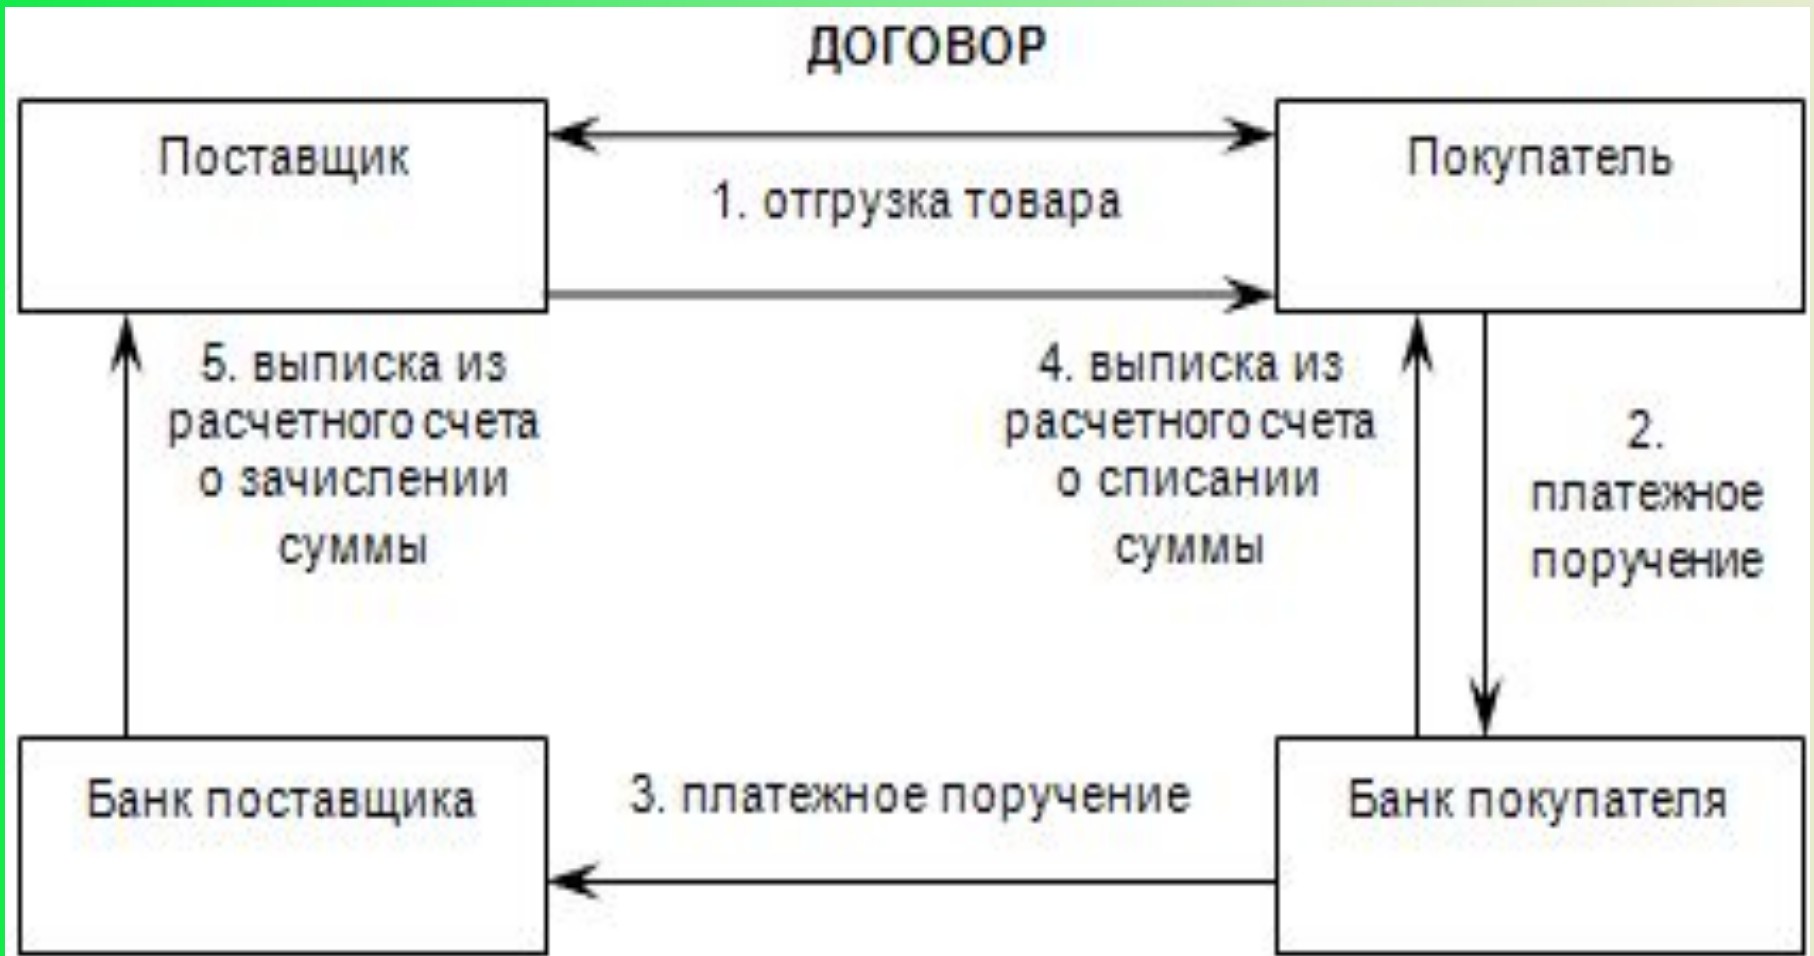 ДОГОВОР
Поставщик
Покупатель
1. отгрузка товара
5. выписка из
расчетного счета
о зачислении
суммы
4. выписка из
расчетного счета
о списании
суммы
2.
платежное
поручение
Банк поставщика
3. платежное поручение
Банк покупателя